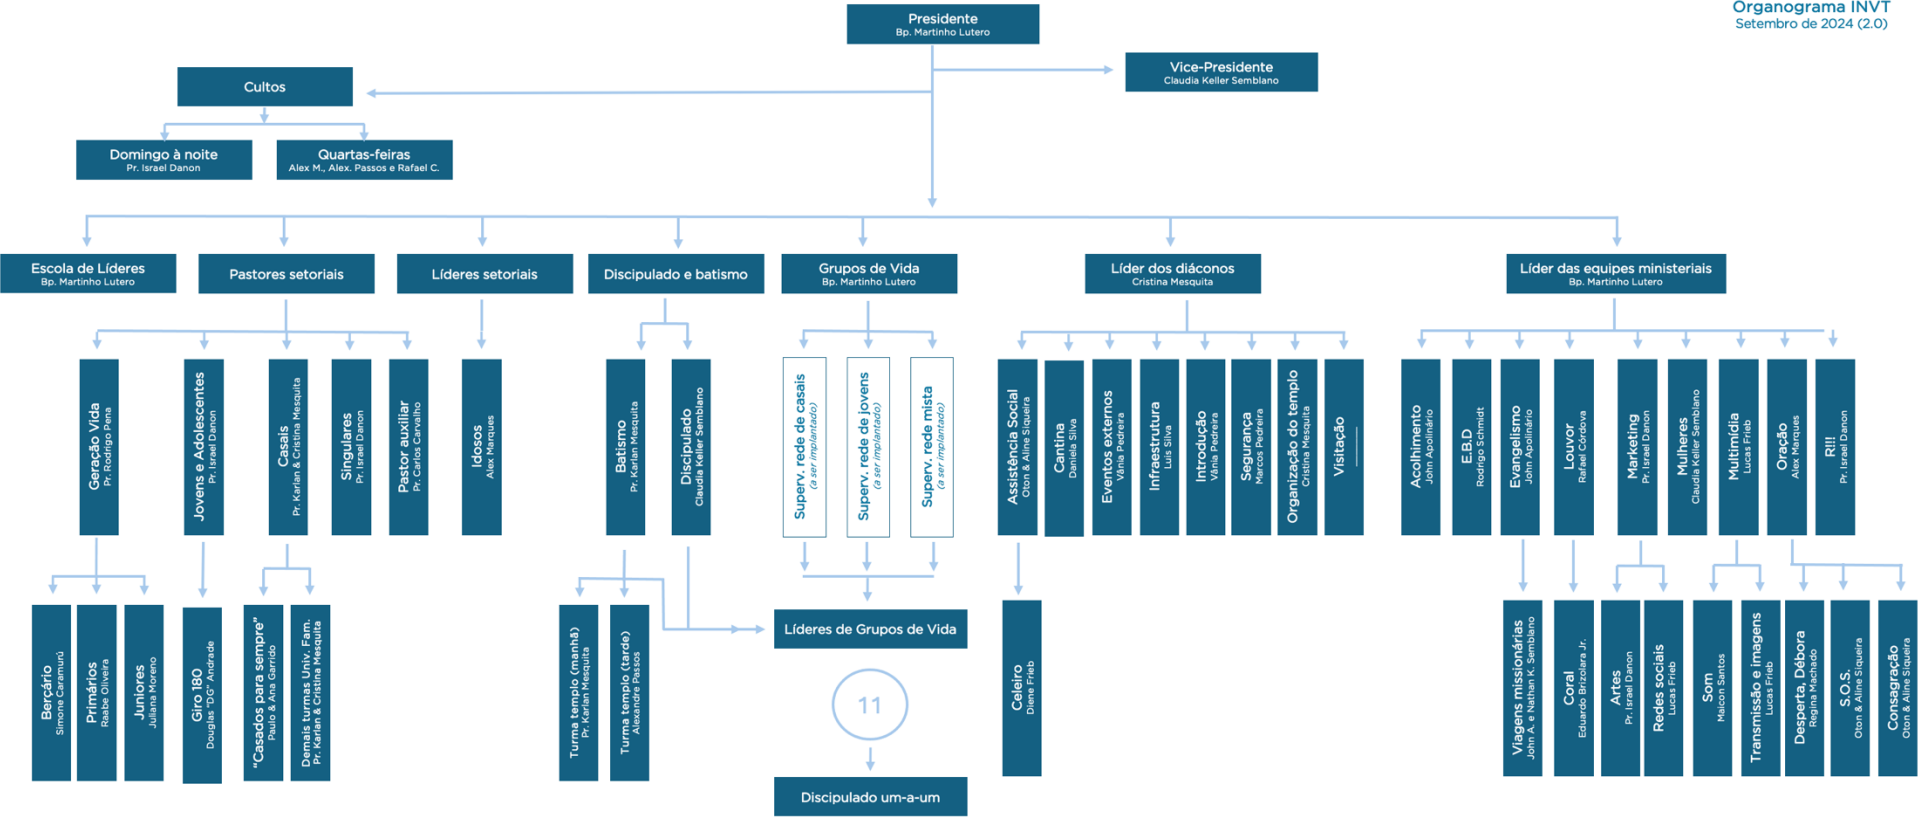 Organograma INVT
Setembro de 2024 (2.0)
Presidente
Bp. Martinho Lutero
Vice-Presidente
Claudia Keller Semblano
Cultos
Domingo à noite
Pr. Israel Danon
Quartas-feiras
Alex M., Alex. Passos e Rafael C.
Escola de Líderes
Bp. Martinho Lutero
Pastores setoriais
Líderes setoriais
Discipulado e batismo
Grupos de Vida
Bp. Martinho Lutero
Líder dos diáconos
Cristina Mesquita
Líder das equipes ministeriais
Bp. Martinho Lutero
Geração Vida
Pr. Rodrigo Pena
Jovens e Adolescentes
Pr. Israel Danon
Casais
Pr. Karlan & Cristina Mesquita
Singulares
Pr. Israel Danon
Pastor auxiliar
Pr. Carlos Carvalho
Idosos
Alex Marques
Batismo
Pr. Karlan Mesquita
Discipulado
Claudia Keller Semblano
Superv. rede de casais
(a ser implantado)
Superv. rede de jovens
(a ser implantado)
Superv. rede mista
(a ser implantado)
Assistência Social
Oton & Aline Siqueira
Cantina
Daniela Silva
Eventos externos
Vânia Pedreira
Infraestrutura
Luis Silva
Introdução
Vânia Pedreira
Segurança
Marcos Pedreira
Organização do templo
Cristina Mesquita
Visitação
Acolhimento
John Apolinário
E.B.D
Rodrigo Schmidt
Evangelismo
John Apolinário
Louvor
Rafael Córdova
Marketing
Pr. Israel Danon
Mulheres
Claudia Keller Semblano
Multimídia
Lucas Frieb
Oração
Alex Marques
R!!!
Pr. Israel Danon
Berçário
Simone Caramurú
Primários
Raabe Oliveira
Juniores
Juliana Moreno
Giro 180
Douglas "DG" Andrade
"Casados para sempre"
Paulo & Ana Garrido
Demais turmas Univ. Fam.
Pr. Karlan & Cristina Mesquita
Turma templo (manhã)
Pr. Karlan Mesquita
Turma templo (tarde)
Alexandre Passos
Líderes de Grupos de Vida
11
Discipulado um-a-um
Celeiro
Diene Frieb
Viagens missionárias
John A. e Nathan K. Semblano
Coral
Eduardo Brizolara Jr.
Artes
Pr. Israel Danon
Redes sociais
Lucas Frieb
Som
Maicon Santos
Transmissão e imagens
Lucas Frieb
Desperta, Débora
Regina Machado
S.O.S.
Oton & Aline Siqueira
Consagração
Oton & Aline Siqueira